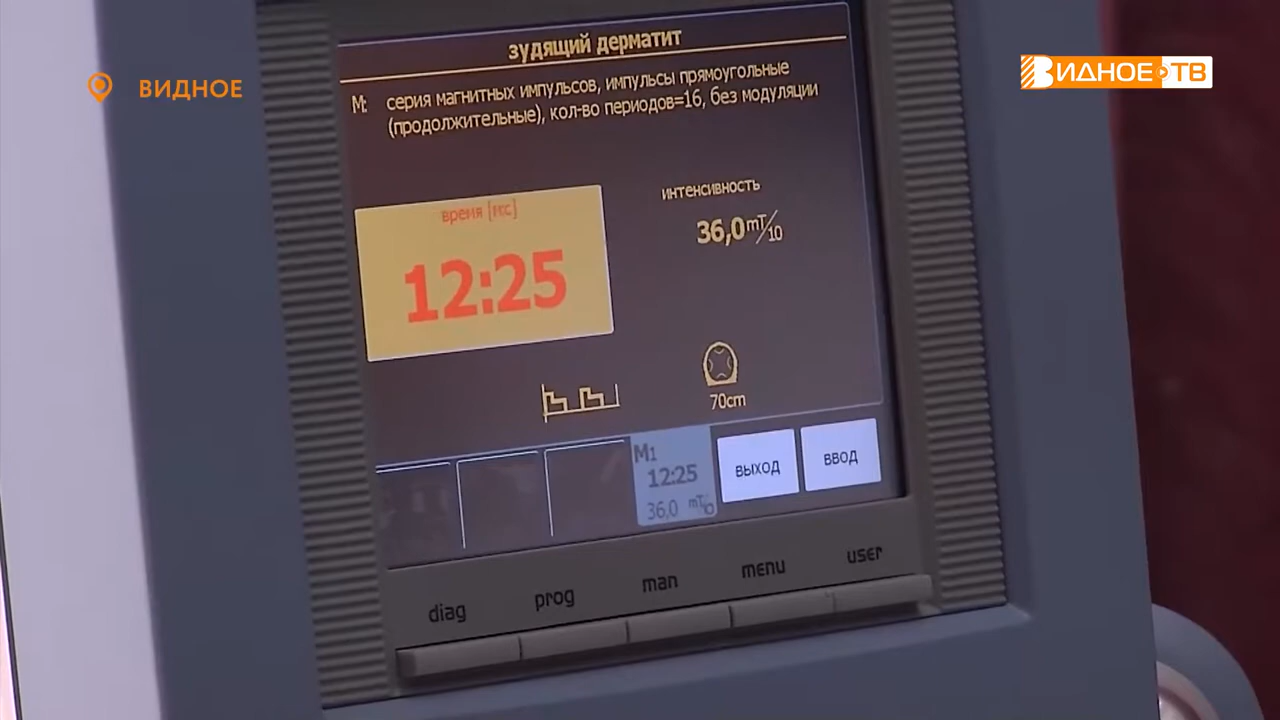 ВИДНОЕ
ВИДНОЕ ТВ
зудящий дерматит
М: серия магнитных импульсов, импульсы прямоугольные
(продолжительные), кол-во периодов=16, без модуляции
время [мс]
12:25
интенсивность
36,0 mT/10
70cm
M1
12:25
36,0 mT/10
ВЫХОД
ВВОД
diag
prog
man
menu
user